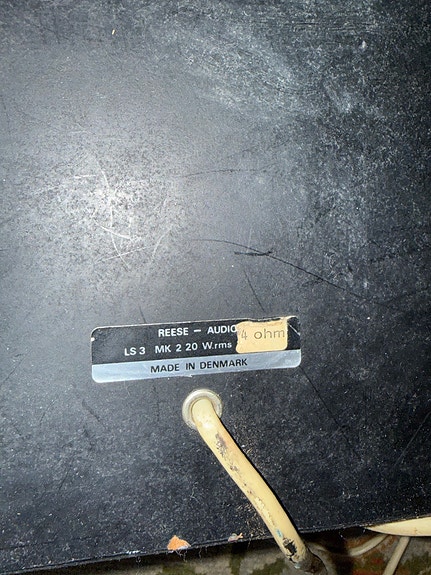 REESE – AUDIO
4 ohm
LS 3 MK 2 20 W.rms
MADE IN DENMARK